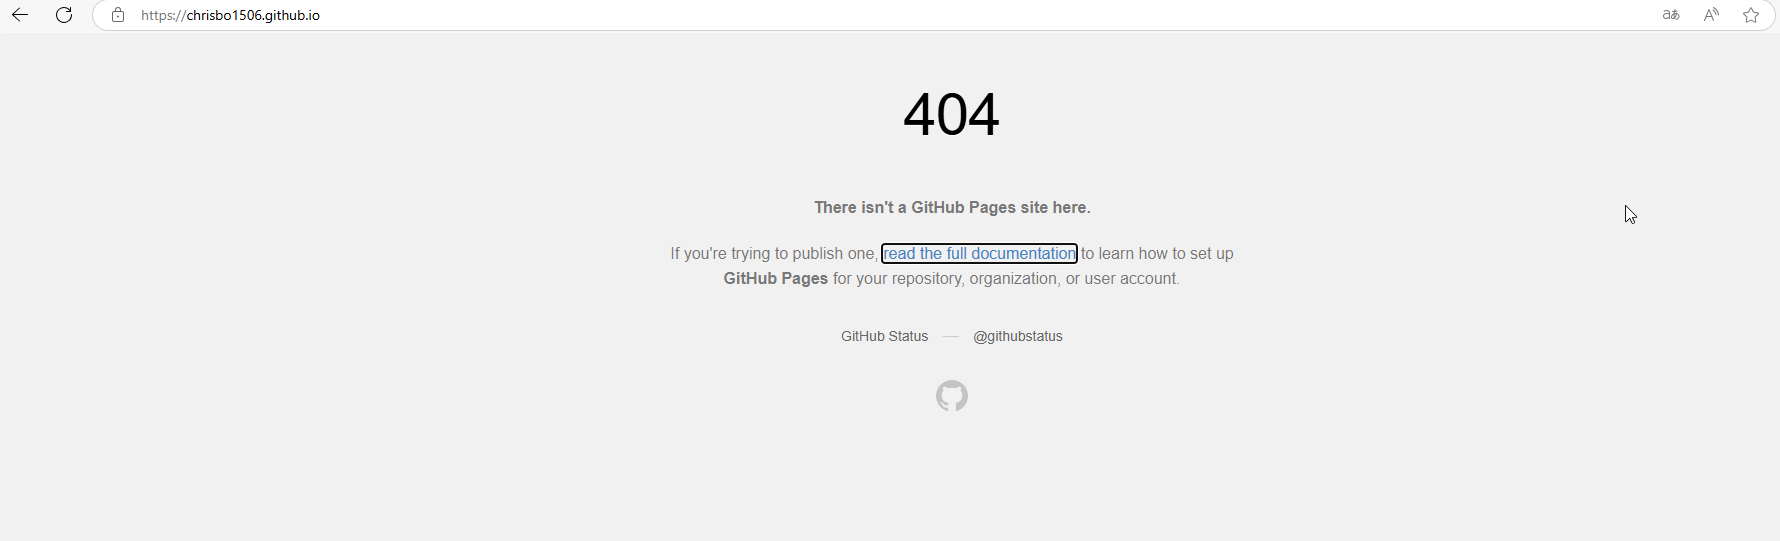 https://chrisbo1506.github.io
aあ
A
404
There isn't a GitHub Pages site here.
If you're trying to publish one, read the full documentation to learn how to set up
GitHub Pages for your repository, organization, or user account.
GitHub Status — @githubstatus